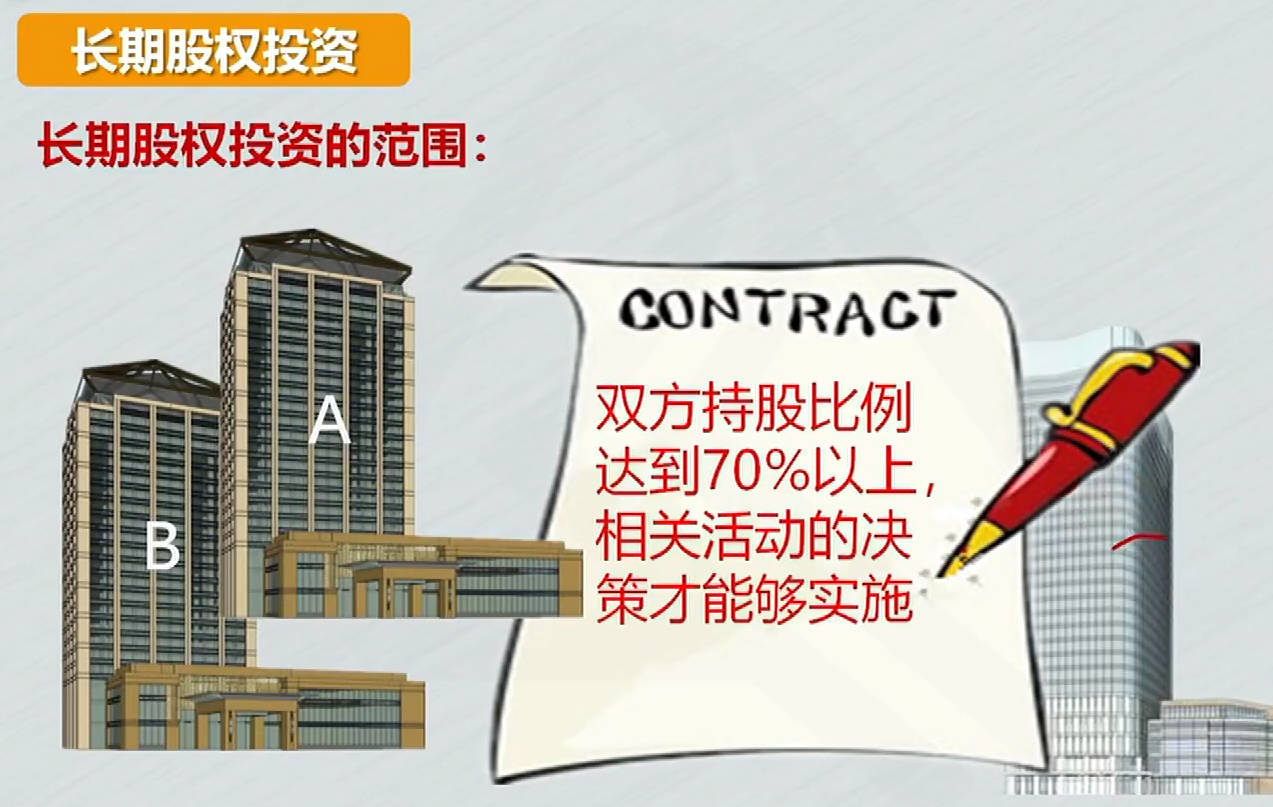 长期股权投资
长期股权投资的范围：
A
B
CONTRACT
双方持股比例
达到70%以上，
相关活动的决
策才能够实施